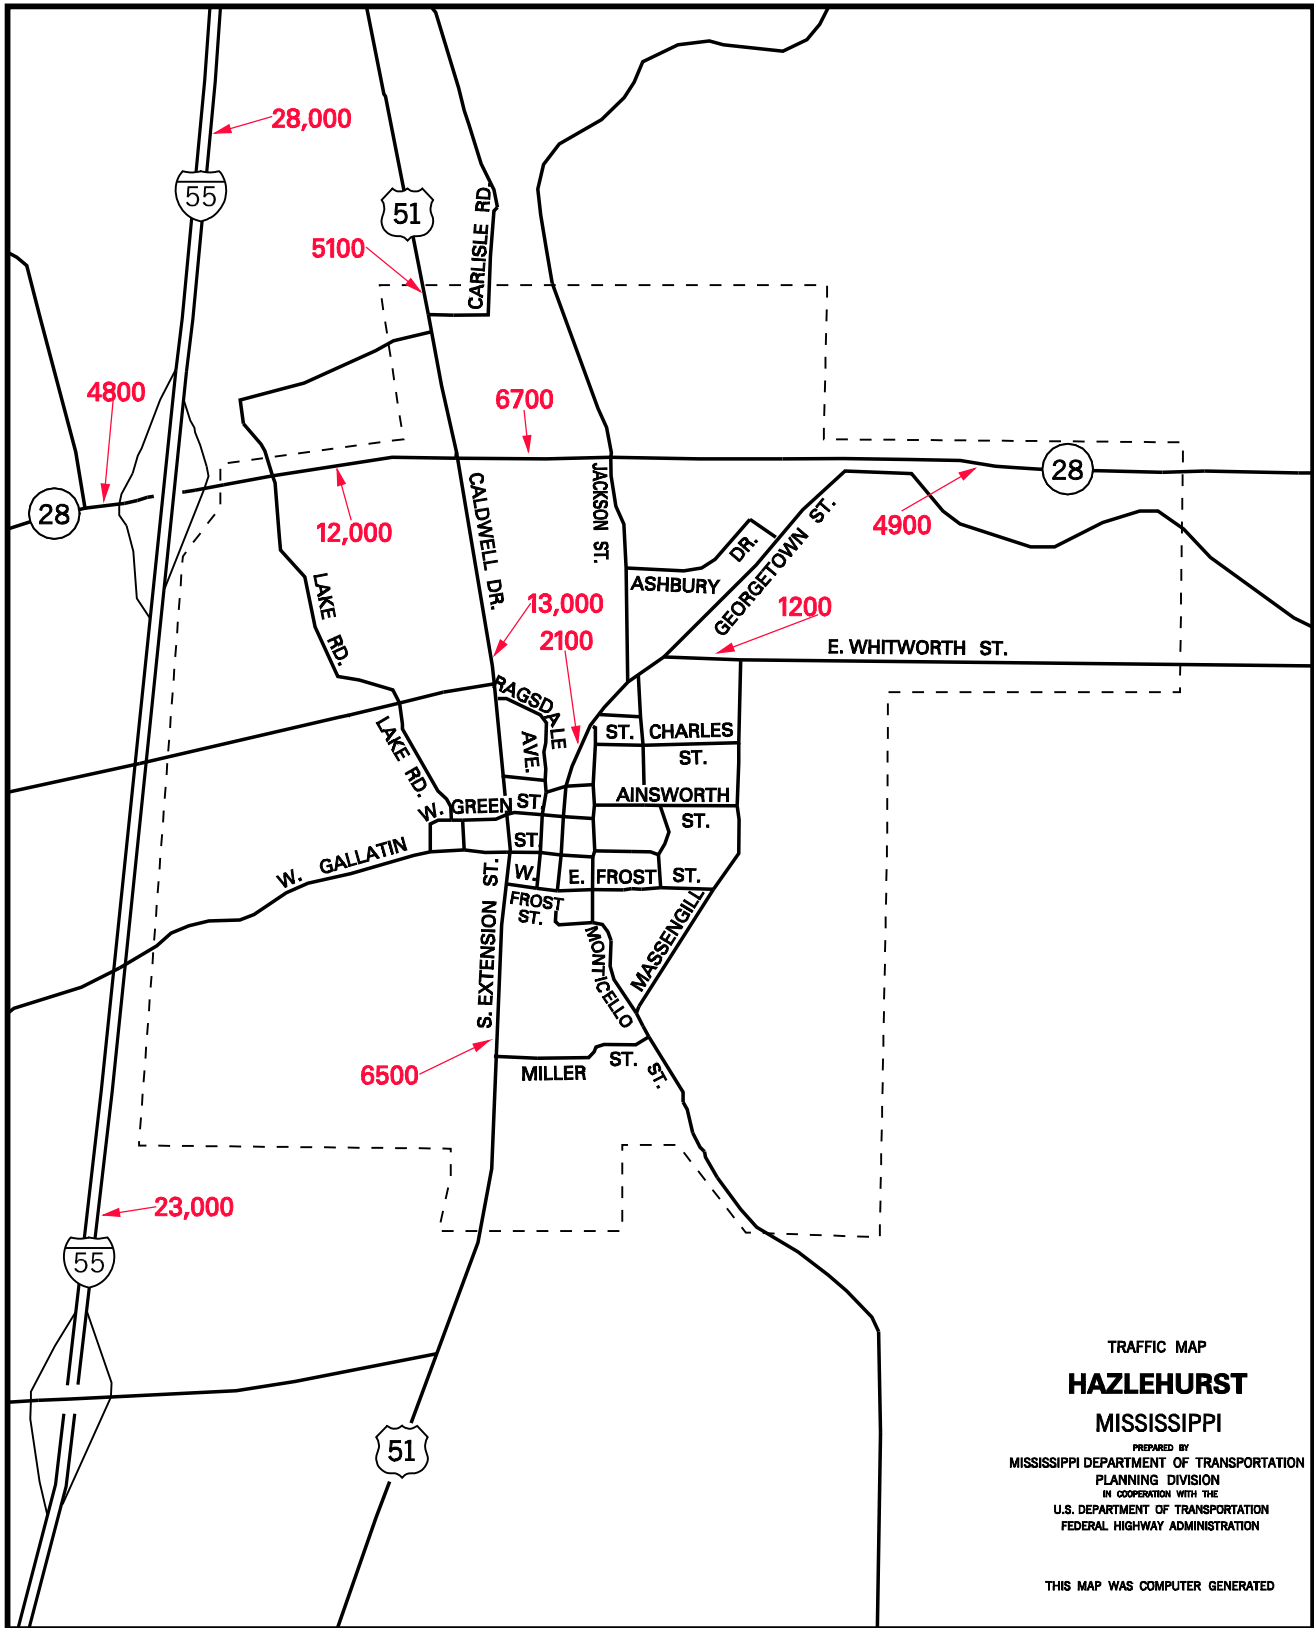 28,000
55
51
CARLISLE RD.
5100
4800
6700
28
28
12,000
4900
CALDWELL DR.
JACKSON ST.
GEORGETOWN ST.
ASHBURY DR.
LAKE RD.
13,000
2100
1200
E. WHITWORTH ST.
RAGSDALE AVE.
LAKE RD.
ST.
CHARLES
ST.
W. GREEN ST.
AINSWORTH
ST.
W. GALLATIN ST.
W.
FROST
ST.
E. FROST ST.
S. EXTENSION ST.
MONTICELLO ST.
MASSENGILL
6500
MILLER ST.
23,000
55
51
TRAFFIC MAP
HAZLEHURST
MISSISSIPPI
PREPARED BY
MISSISSIPPI DEPARTMENT OF TRANSPORTATION
PLANNING DIVISION
IN COOPERATION WITH THE
U.S. DEPARTMENT OF TRANSPORTATION
FEDERAL HIGHWAY ADMINISTRATION
THIS MAP WAS COMPUTER GENERATED